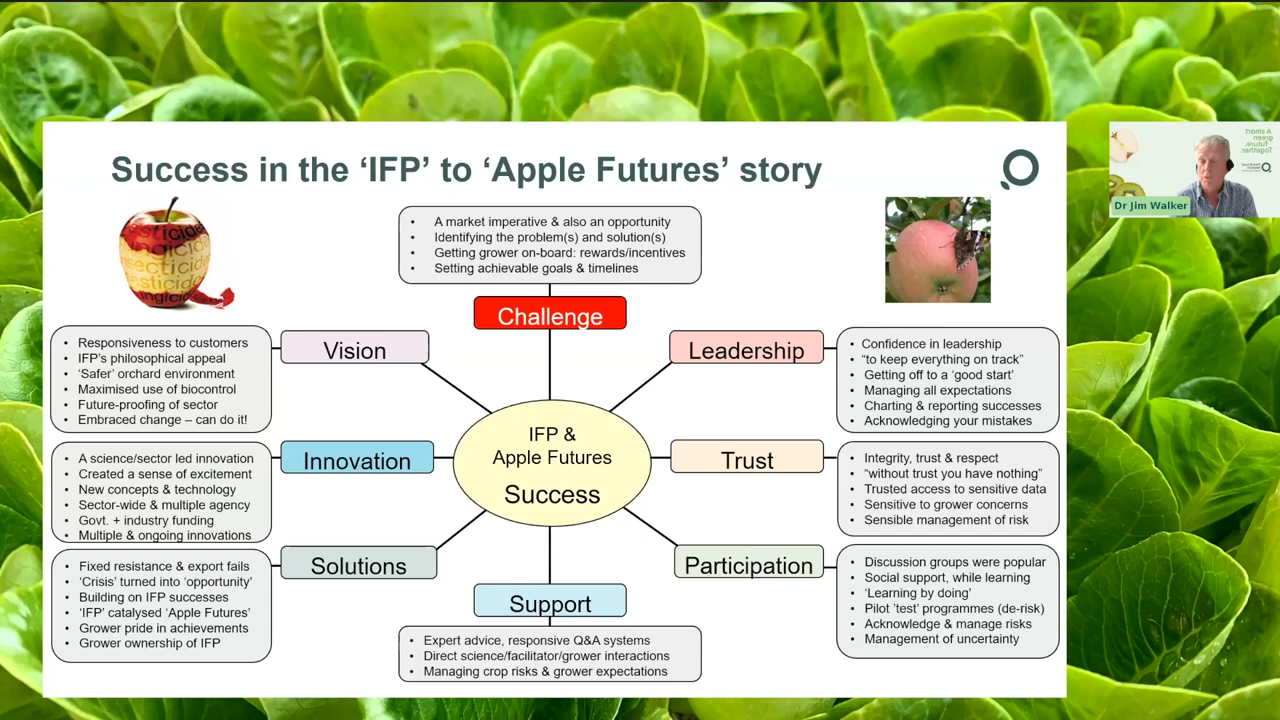 Success in the ‘IFP’ to ‘Apple Futures’ story
esticide
ngicid
nsecticid
esticid
ngicid
• A market imperative & also an opportunity
• Identifying the problem(s) and solution(s)
• Getting grower on-board: rewards/incentives
• Setting achievable goals & timelines
Challenge
Vision
• Responsiveness to customers
• IFP’s philosophical appeal
• ‘Safer’ orchard environment
• Maximised use of biocontrol
• Future-proofing of sector
• Embraced change – can do it!
Leadership
• Confidence in leadership
• “to keep everything on track”
• Getting off to a ‘good start’
• Managing all expectations
• Charting & reporting successes
• Acknowledging your mistakes
Innovation
• A science/sector led innovation
• Created a sense of excitement
• New concepts & technology
• Sector-wide & multiple agency
• Govt. + industry funding
• Multiple & ongoing innovations
IFP &
Apple Futures
Success
Trust
• Integrity, trust & respect
• “without trust you have nothing”
• Trusted access to sensitive data
• Sensitive to grower concerns
• Sensible management of risk
Solutions
• Fixed resistance & export fails
• ‘Crisis’ turned into ‘opportunity’
• Building on IFP successes
• ‘IFP’ catalysed ‘Apple Futures’
• Grower pride in achievements
• Grower ownership of IFP
Participation
• Discussion groups were popular
• Social support, while learning
• ‘Learning by doing’
• Pilot ’test’ programmes (de-risk)
• Acknowledge & manage risks
• Management of uncertainty
Support
• Expert advice, responsive Q&A systems
• Direct science/facilitator/grower interactions
• Managing crop risks & grower expectations
A smart
green
future.
Together.
Dr Jim Walker